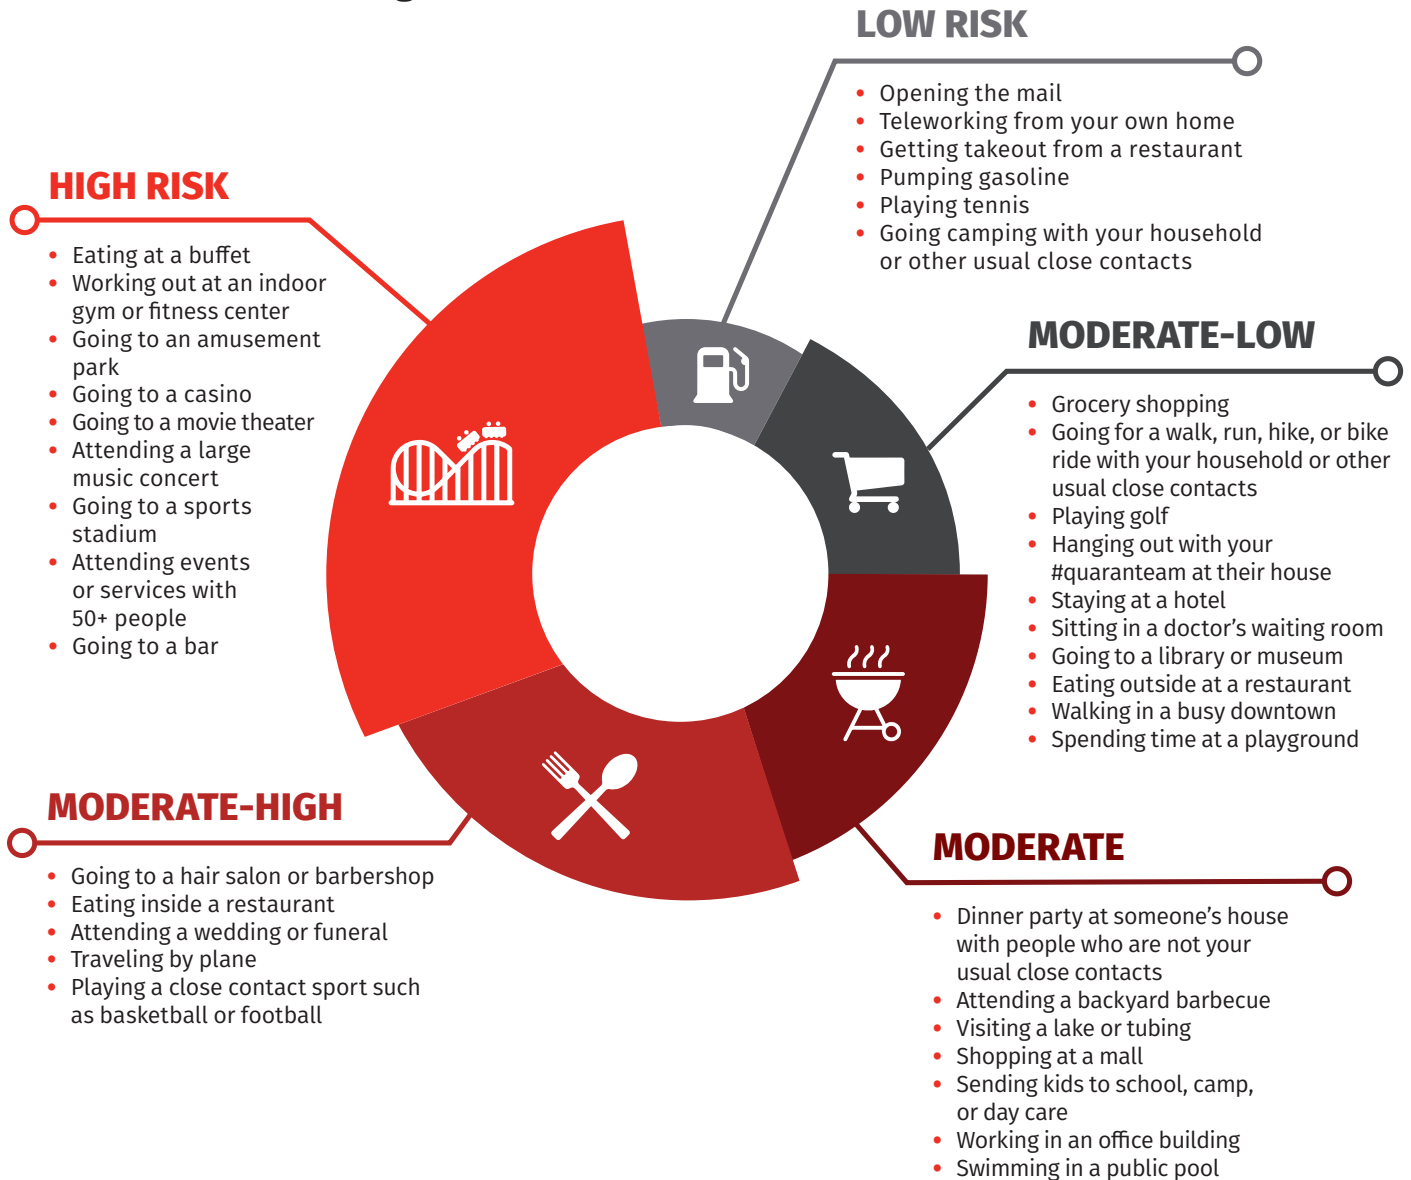 LOW RISK
• Opening the mail
• Teleworking from your own home
• Getting takeout from a restaurant
• Pumping gasoline
• Playing tennis
• Going camping with your household
or other usual close contacts
HIGH RISK
• Eating at a buffet
• Working out at an indoor
gym or fitness center
• Going to an amusement
park
• Going to a casino
• Going to a movie theater
• Attending a large
music concert
• Going to a sports
stadium
• Attending events
or services with
50+ people
• Going to a bar
MODERATE-LOW
• Grocery shopping
• Going for a walk, run, hike, or bike
ride with your household or other
usual close contacts
• Playing golf
• Hanging out with your
#quaranteam at their house
• Staying at a hotel
• Sitting in a doctor’s waiting room
• Going to a library or museum
• Eating outside at a restaurant
• Walking in a busy downtown
• Spending time at a playground
MODERATE-HIGH
• Going to a hair salon or barbershop
• Eating inside a restaurant
• Attending a wedding or funeral
• Traveling by plane
• Playing a close contact sport such
as basketball or football
MODERATE
• Dinner party at someone’s house
with people who are not your
usual close contacts
• Attending a backyard barbecue
• Visiting a lake or tubing
• Shopping at a mall
• Sending kids to school, camp,
or day care
• Working in an office building
• Swimming in a public pool